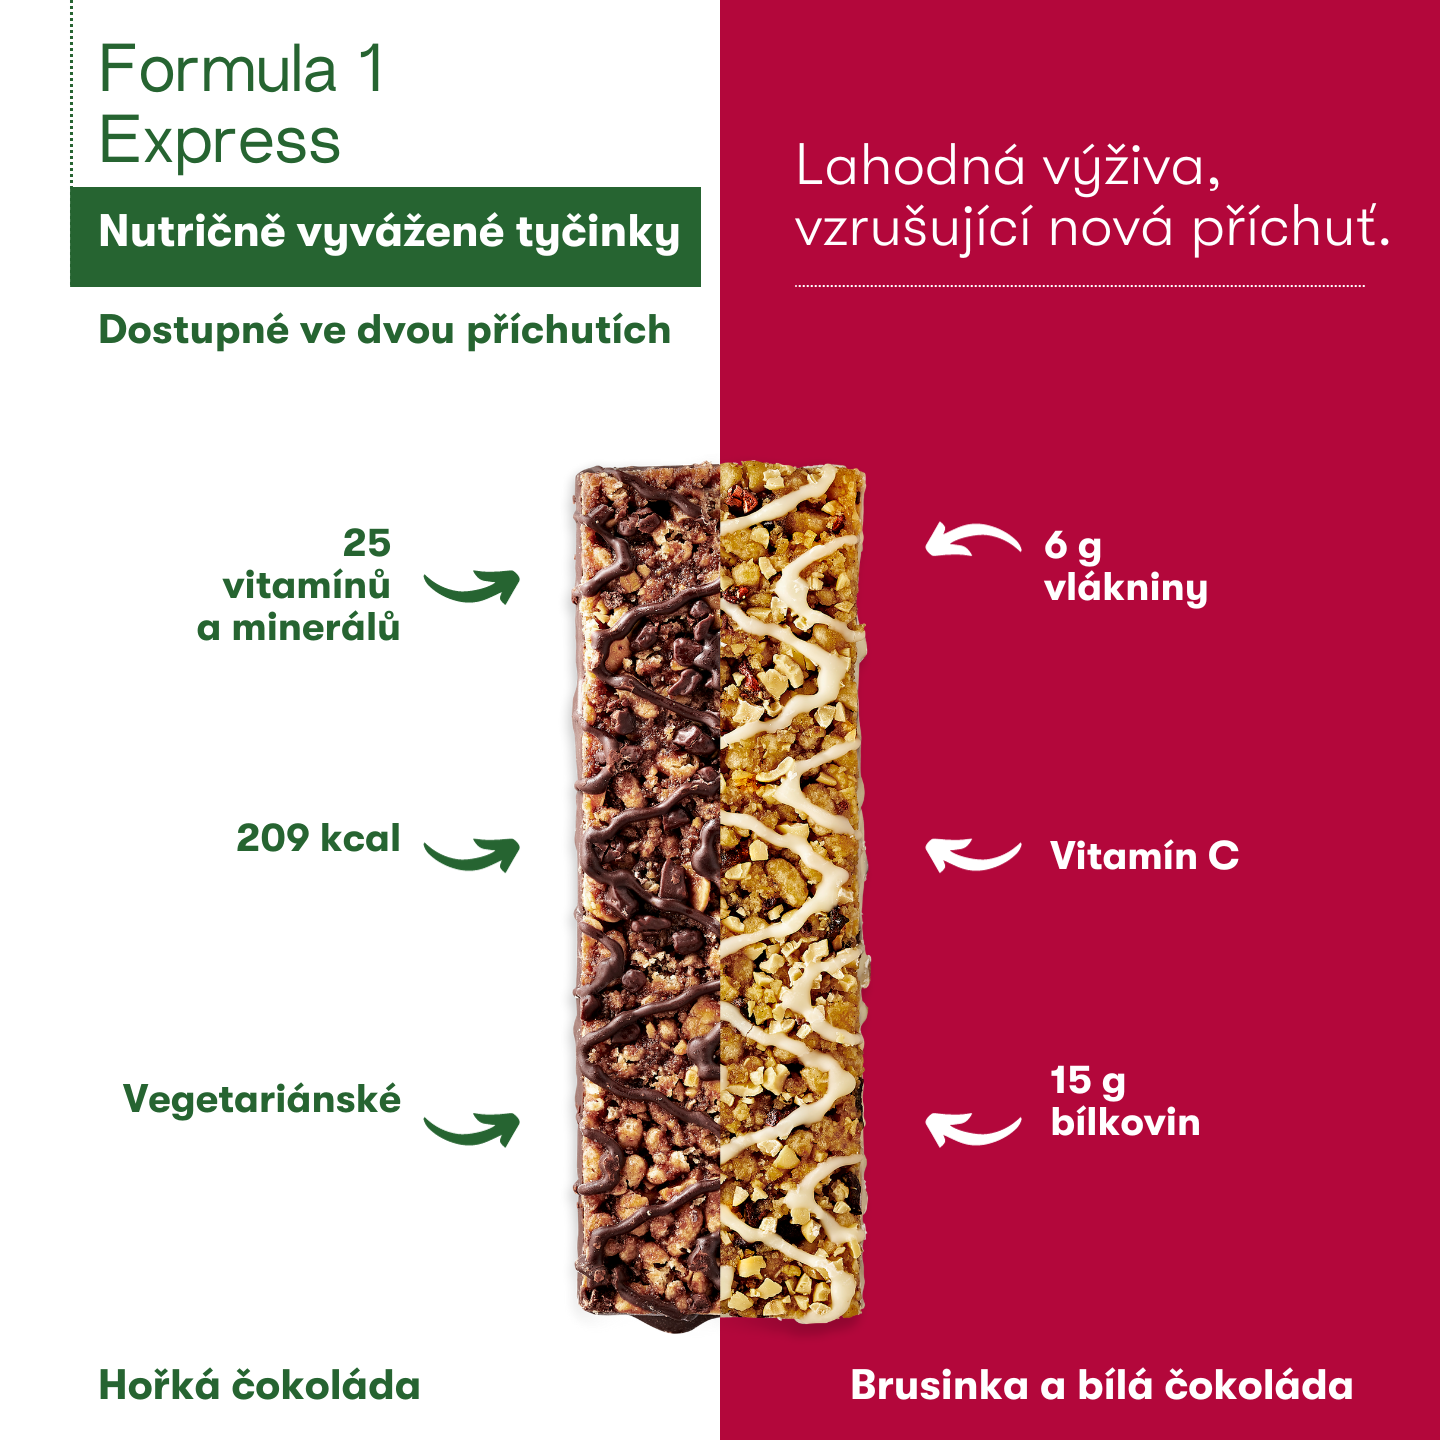 Formula 1
Express
Nutričně vyvážené tyčinky
Dostupné ve dvou příchutích
Lahodná výživa,
vzrušující nová příchuť.
25
vitamínů
a minerálů
209 kcal
Vegetariánské
6 g
vlákniny
Vitamín C
15 g
bílkovin
Hořká čokoláda
Brusinka a bílá čokoláda